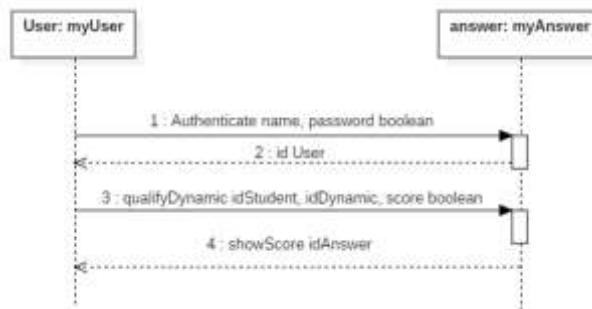 User: myUser
answer: myAnswer
1 : Authenticate name, password boolean
2 : id User
3 : qualifyDynamic idStudent, idDynamic, score boolean
4 : showScore idAnswer